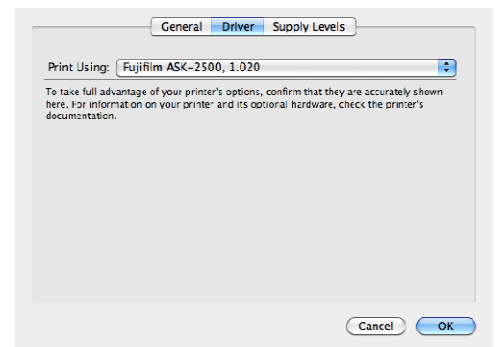 General Driver Supply Levels
Print Using: Fujifilm ASK-2500, 1.020
To take full advantage of your printer's options, confirm that they are accurately shown
here. For information on your printer and its optional hardware, check the printer's
documentation.
Cancel OK